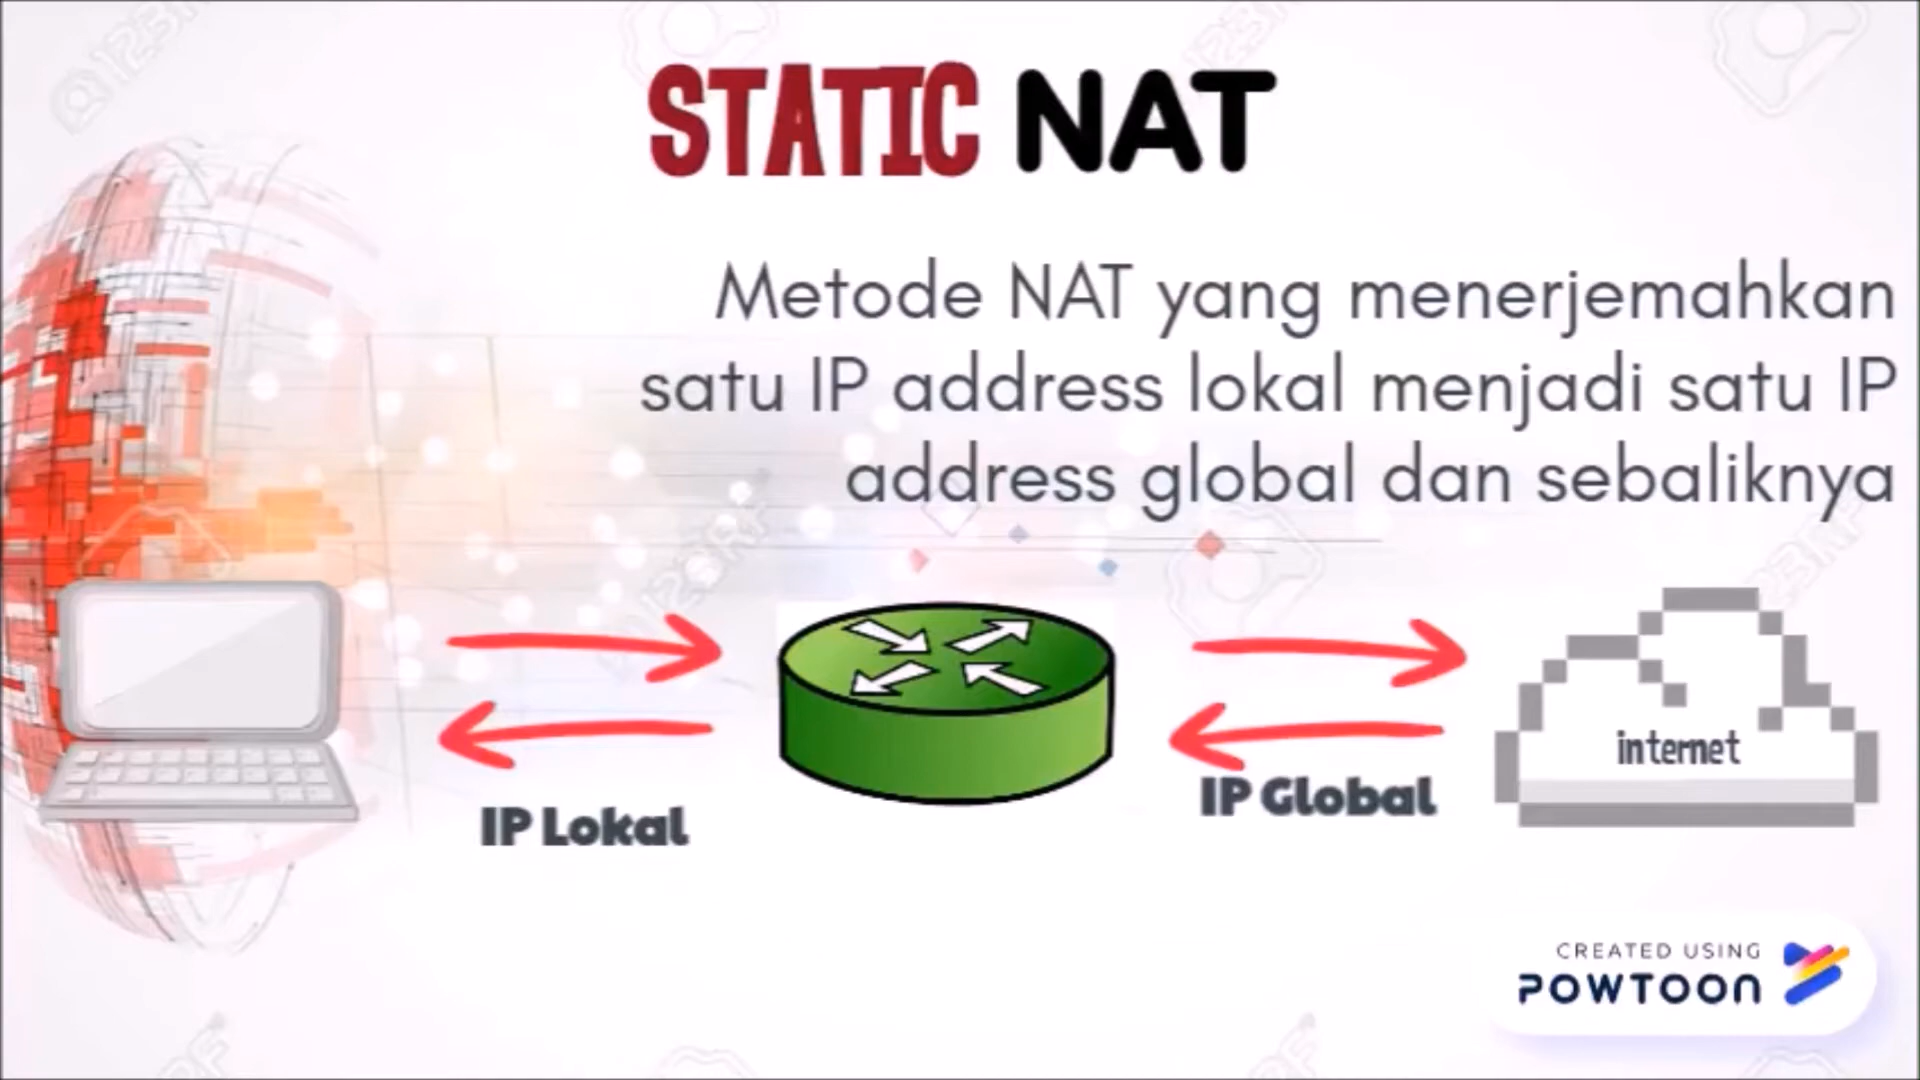 STATIC NAT
Metode NAT yang menerjemahkan
satu IP address lokal menjadi satu IP
address global dan sebaliknya
internet
IP Global
IP Lokal
CREATED USING
POWTOON
123RF